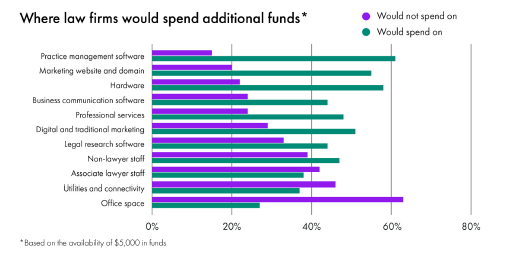 Where law firms would spend additional funds*
Would not spend on
Would spend on
Practice management software
Marketing website and domain
Hardware
Business communication software
Professional services
Digital and traditional marketing
Legal research software
Non-lawyer staff
Associate lawyer staff
Utilities and connectivity
Office space
0%
20%
40%
60%
80%
*Based on the availability of $5,000 in funds